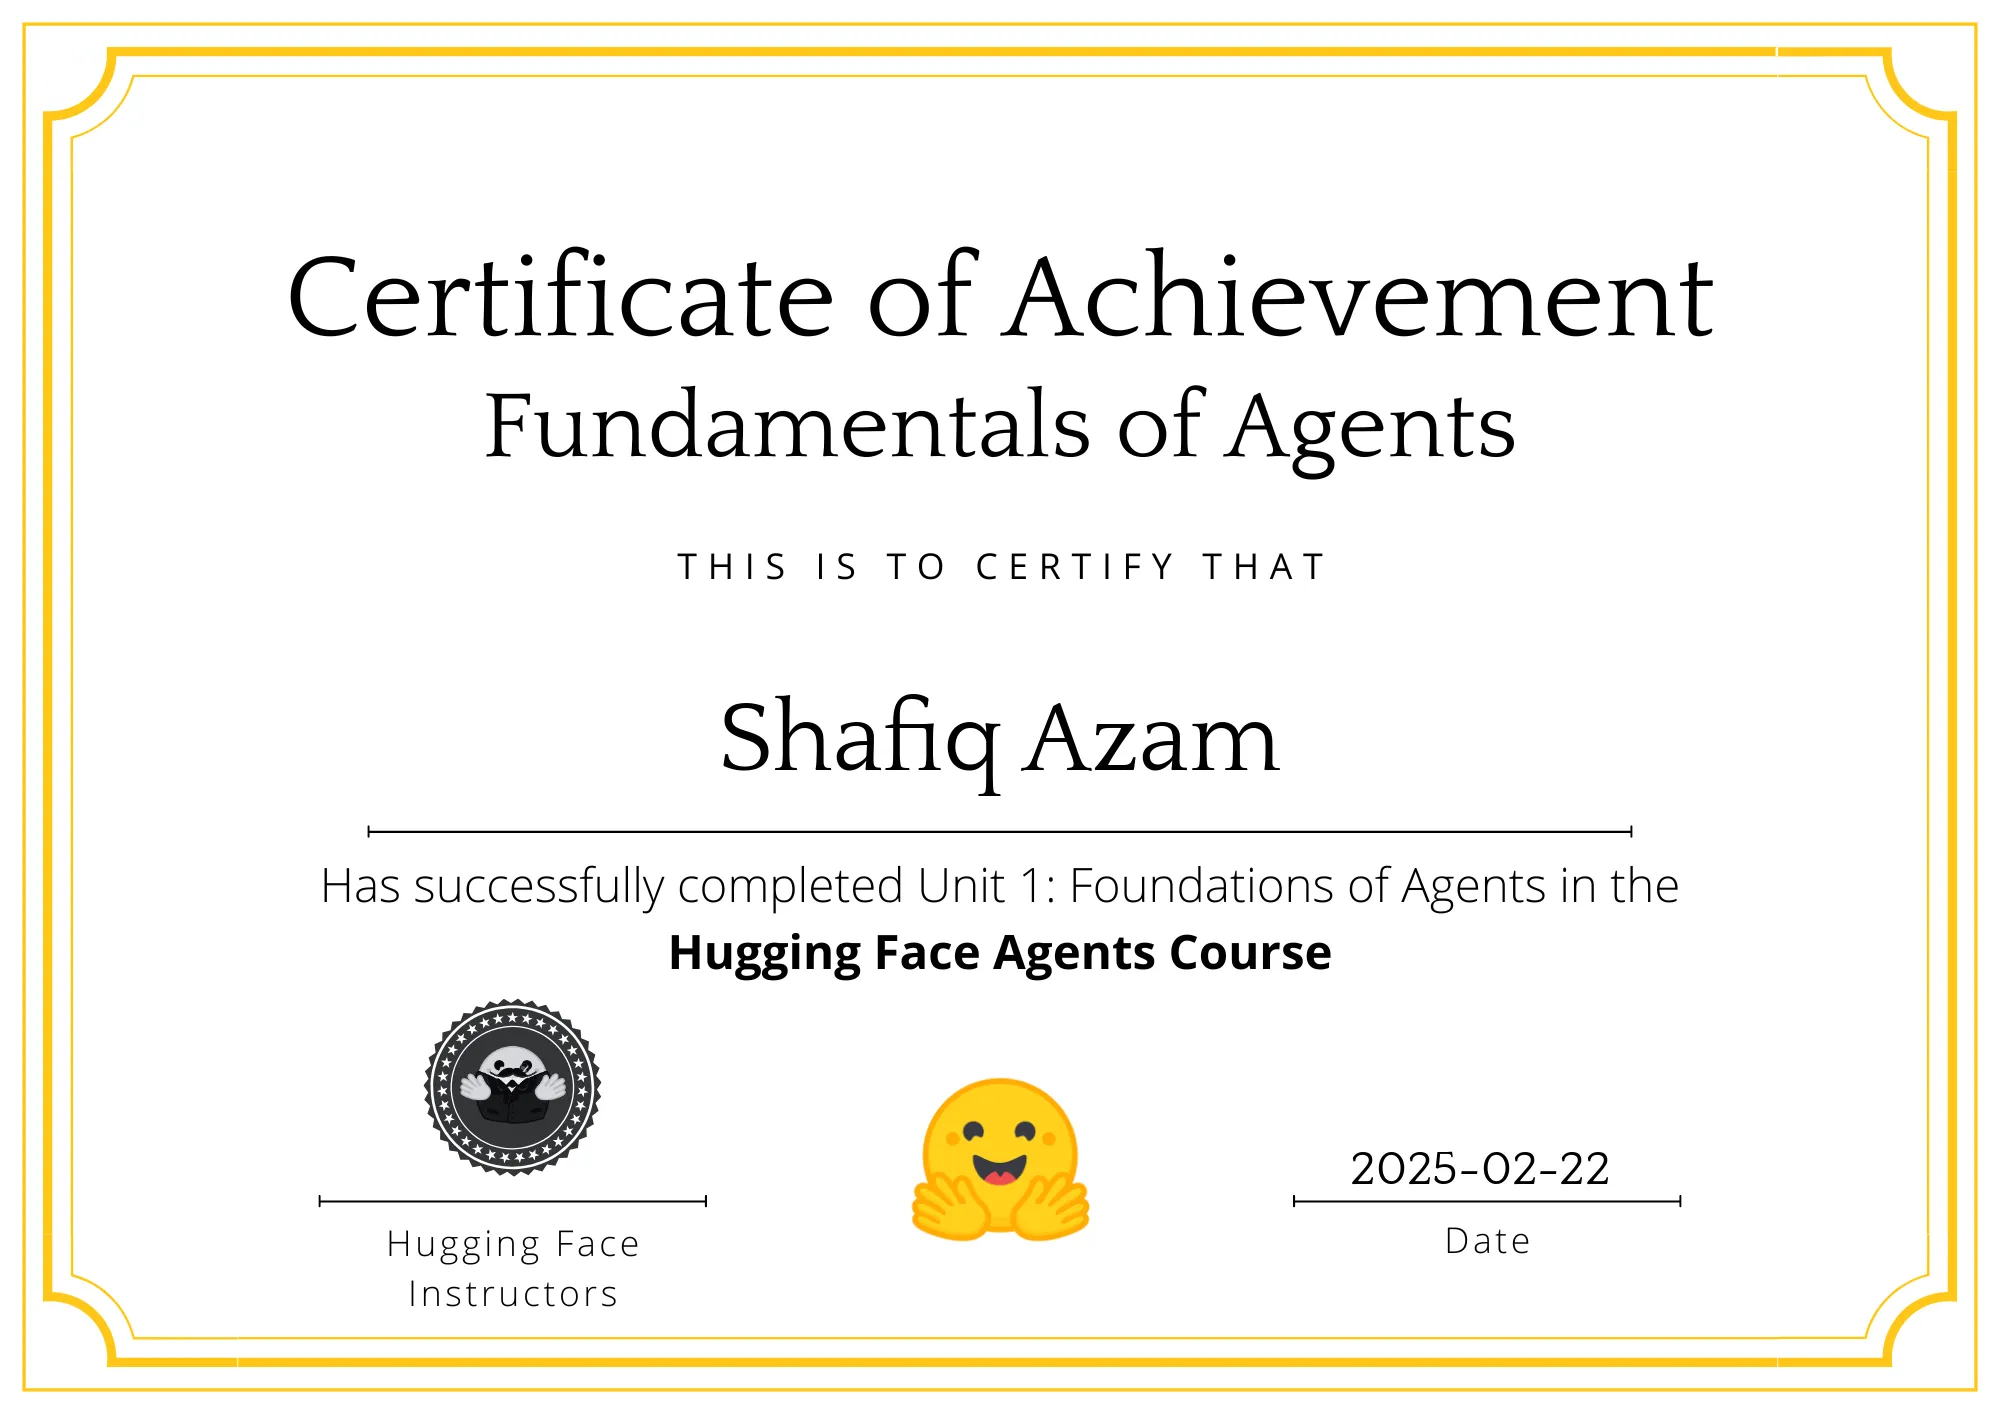 Certificate of Achievement
Fundamentals of Agents
THIS IS TO CERTIFY THAT
Shafiq Azam
Has successfully completed Unit 1: Foundations of Agents in the
Hugging Face Agents Course
2025-02-22
Hugging Face
Instructors
Date